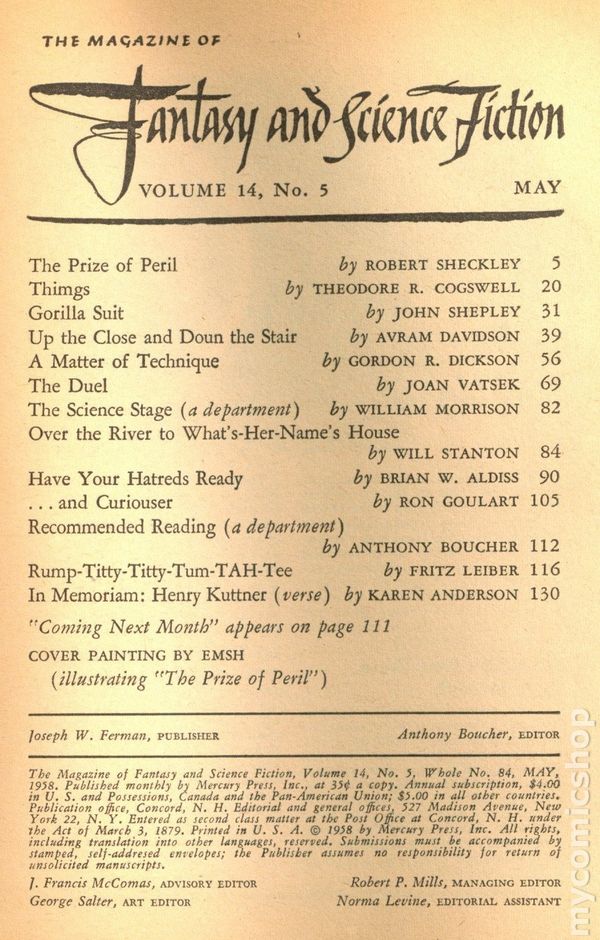 THE MAGAZINE OF
Fantasy and Science Fiction
VOLUME 14, No. 5 MAY
The Prize of Peril by ROBERT SHECKLEY 5
Thimgs by THEODORE R. COGSWELL 20
Gorilla Suit by JOHN SHEPLEY 31
Up the Close and Doun the Stair by AVRAM DAVIDSON 39
A Matter of Technique by GORDON R. DICKSON 56
The Duel by JOAN VATSEK 69
The Science Stage (a department) by WILLIAM MORRISON 82
Over the River to What's-Her-Name's House
by WILL STANTON 84
Have Your Hatreds Ready by BRIAN W. ALDISS 90
. . . and Curiouser by RON GOULART 105
Recommended Reading (a department)
by ANTHONY BOUCHER 112
Rump-Titty-Titty-Tum-TAH-Tee by FRITZ LEIBER 116
In Memoriam: Henry Kuttner (verse) by KAREN ANDERSON 130
"Coming Next Month" appears on page 111
COVER PAINTING BY EMSH
(illustrating "The Prize of Peril")
Joseph W. Ferman, PUBLISHER Anthony Boucher, EDITOR
The Magazine of Fantasy and Science Fiction, Volume 14, No. 5, Whole No. 84, MAY,
1958. Published monthly by Mercury Press, Inc., at 35¢ a copy. Annual subscription, $4.00
in U. S. and Possessions, Canada and the Pan-American Union; $5.00 in all other countries.
Publication office, Concord, N. H. Editorial and general offices, 527 Madison Avenue, New
York 22, N. Y. Entered as second class matter at the Post Office at Concord, N. H. under
the Act of March 3, 1879. Printed in U. S. A. © 1958 by Mercury Press, Inc. All rights,
including translation into other languages, reserved. Submissions must be accompanied by
stamped, self-addresed envelopes; the Publisher assumes no responsibility for return of
unsolicited manuscripts.
J. Francis McComas, ADVISORY EDITOR Robert P. Mills, MANAGING EDITOR
George Salter, ART EDITOR Norma Levine, EDITORIAL ASSISTANT
mycomicshop